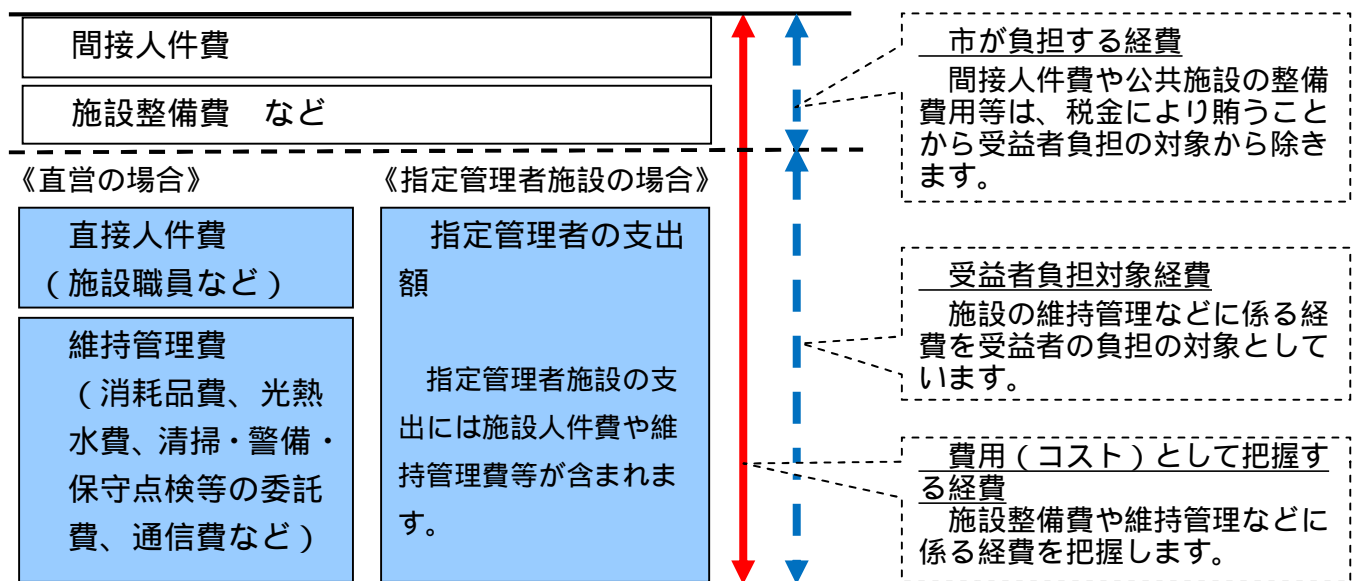 間接人件費
施設整備費　など
《直営の場合》
《指定管理者施設の場合》
直接人件費
（施設職員など）
維持管理費
（消耗品費、光熱
水費、清掃・警備・
保守点検等の委託
費、通信費など）
指定管理者の支出
額
指定管理者施設の支
出には施設人件費や維
持管理費等が含まれま
す。
市が負担する経費
間接人件費や公共施設の整備
費用等は、税金により賄うこと
から受益者負担の対象から除き
ます。
受益者負担対象経費
施設の維持管理などに係る経
費を受益者の負担の対象として
います。
費用（コスト）として把握す
る経費
施設整備費や維持管理などに
係る経費を把握します。